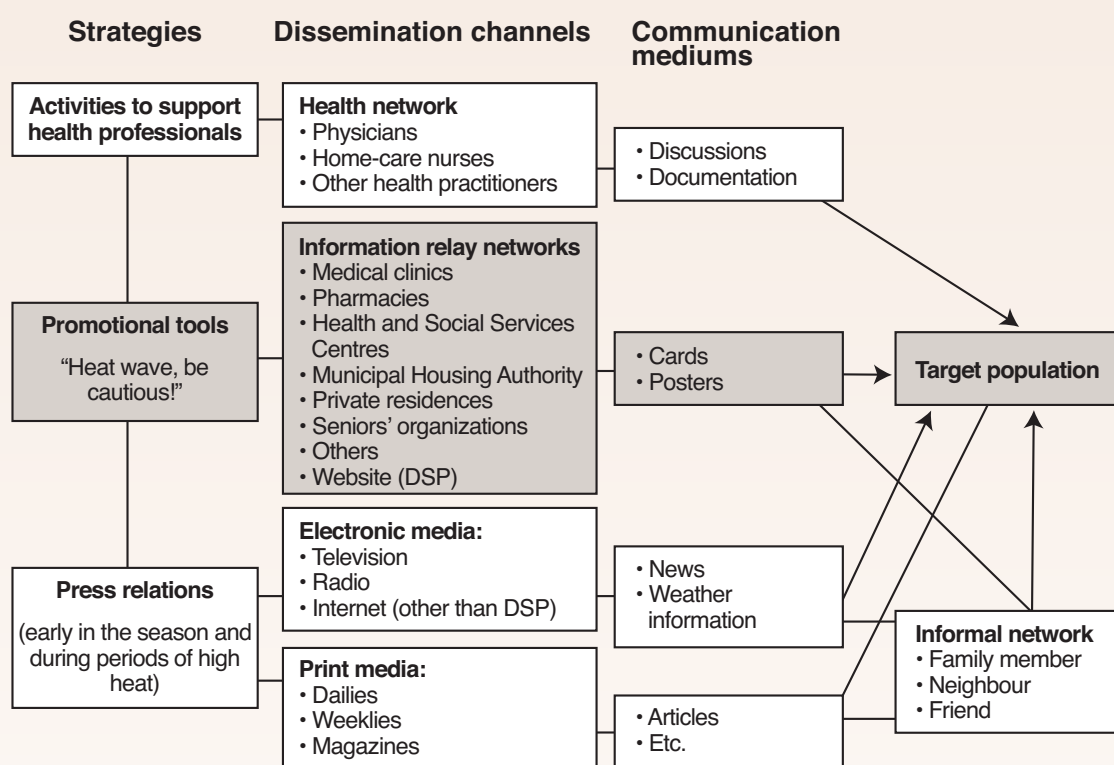 Strategies
Dissemination channels
Communication
mediums
Activities to support
health professionals
Health network
• Physicians
• Home-care nurses
• Other health practitioners
• Discussions
• Documentation
Promotional tools
“Heat wave, be
cautious!”
Information relay networks
• Medical clinics
• Pharmacies
• Health and Social Services
Centres
• Municipal Housing Authority
• Private residences
• Seniors’ organizations
• Others
• Website (DSP)
• Cards
• Posters
Target population
Press relations
(early in the season and
during periods of high
heat)
Electronic media:
• Television
• Radio
• Internet (other than DSP)
• News
• Weather
information
Print media:
• Dailies
• Weeklies
• Magazines
• Articles
• Etc.
Informal network
• Family member
• Neighbour
• Friend